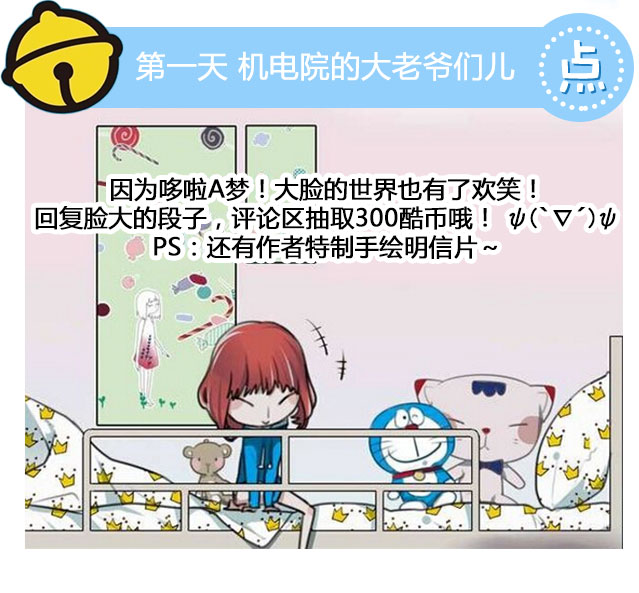 第一天 机电院的大老爷们儿
点
因为哆啦A梦！大脸的世界也有了欢笑！
回复脸大的段子，评论区抽取300酷币哦！ ψ(`∇´)ψ
PS：还有作者特制手绘明信片～